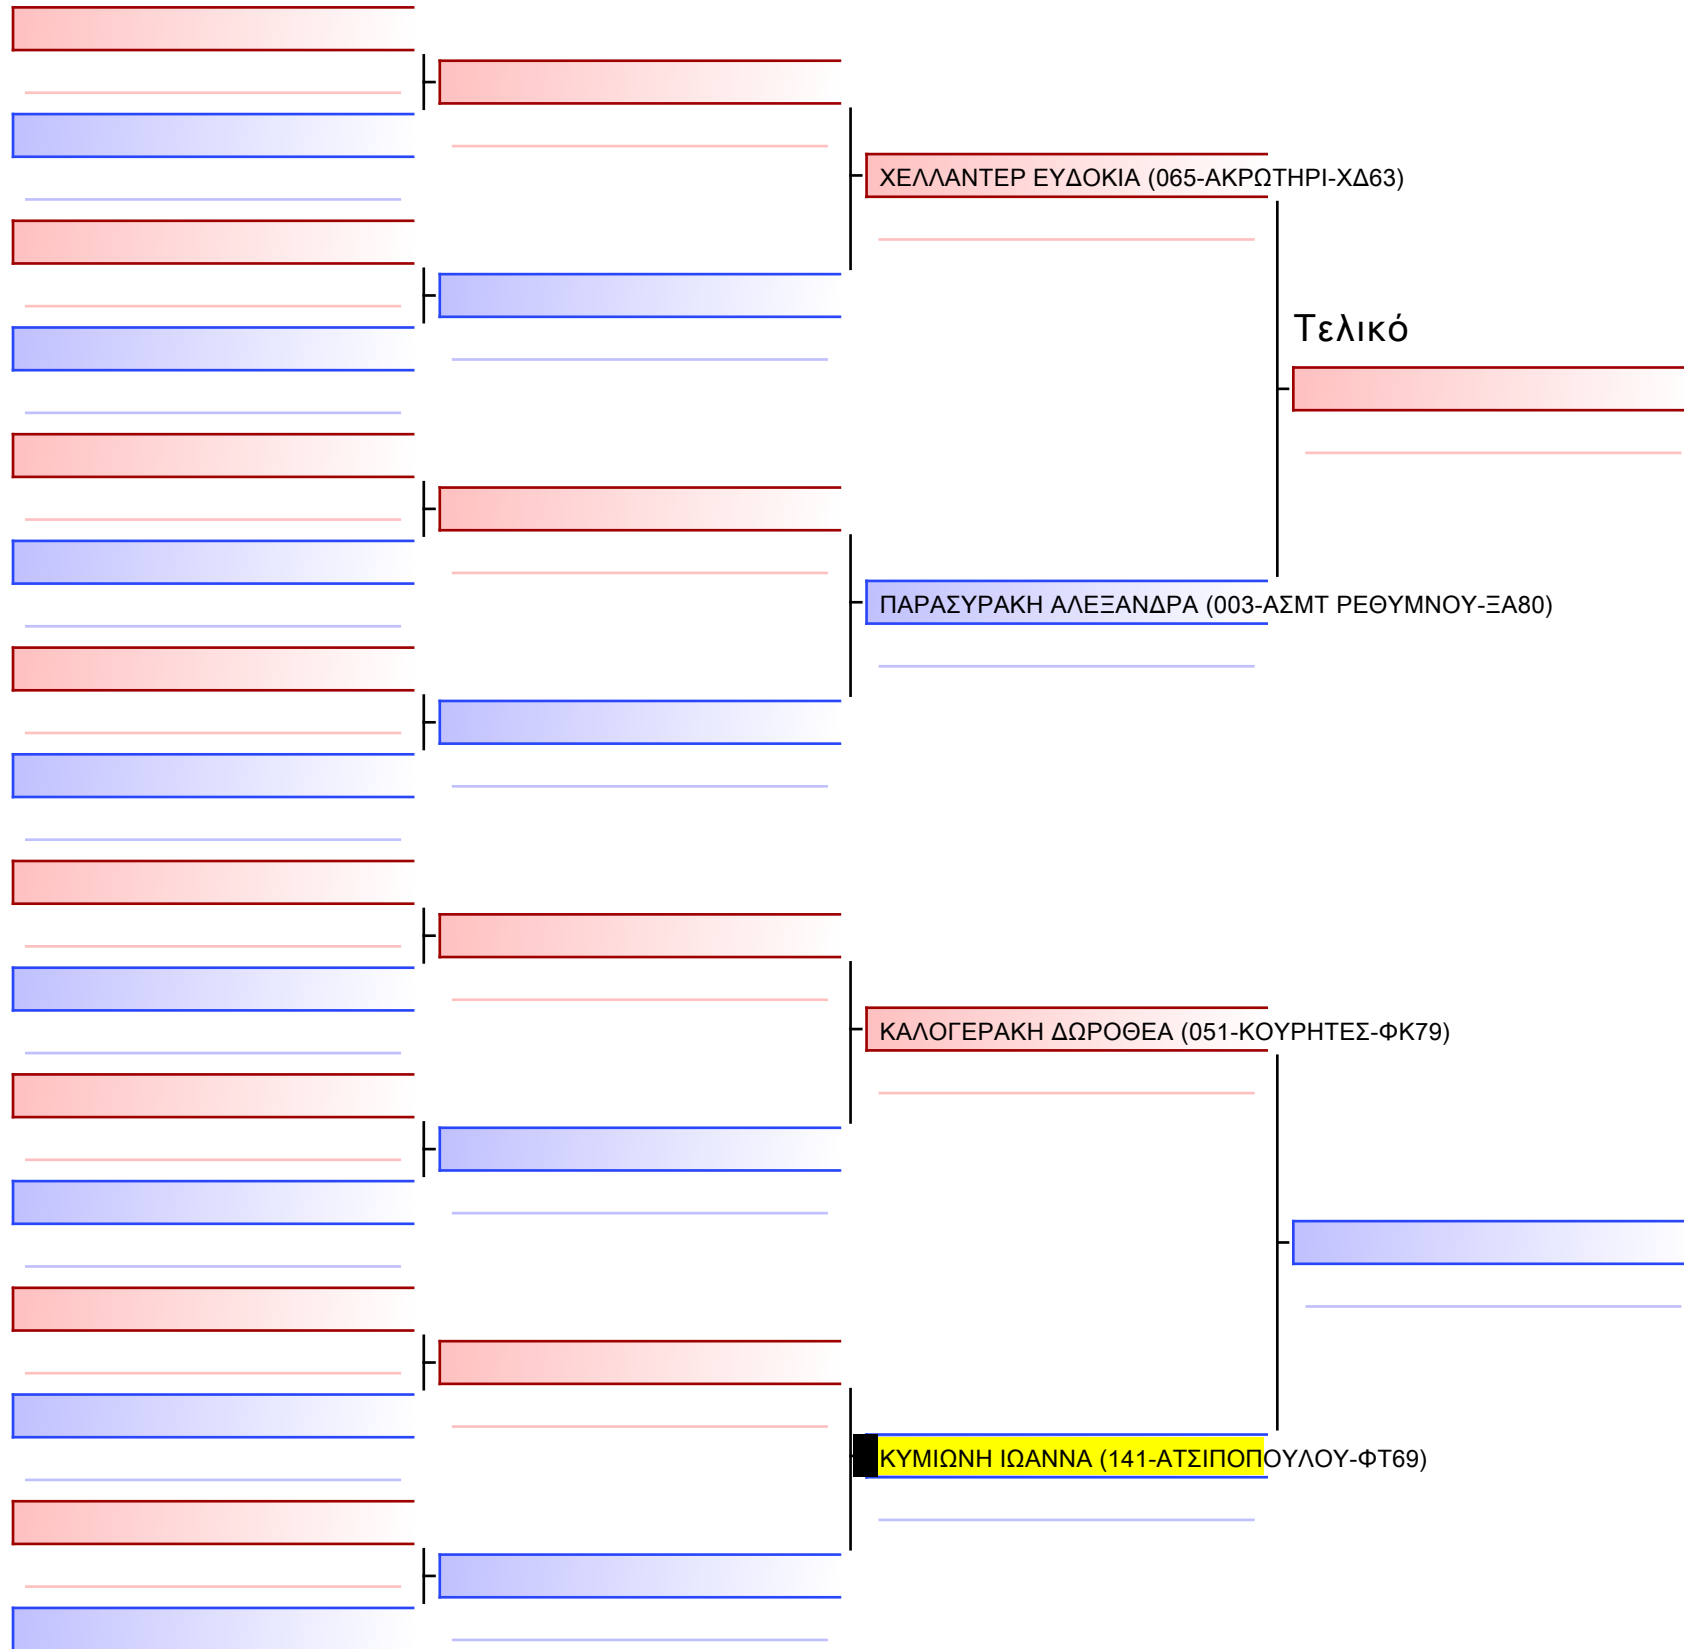 ΧΕΛΛΑΝΤΕΡ ΕΥΔΟΚΙΑ (065-ΑΚΡΩΤΗΡΙ-ΧΔ63)
Τελικό
ΠΑΡΑΣΥΡΑΚΗ ΑΛΕΞΑΝΔΡΑ (003-ΑΣΜΤ ΡΕΘΥΜΝΟΥ-ΞΑ80)
ΚΑΛΟΓΕΡΑΚΗ ΔΩΡΟΘΕΑ (051-ΚΟΥΡΗΤΕΣ-ΦΚ79)
ΚΥΜΙΩΝΗ ΙΩΑΝΝΑ (141-ΑΤΣΙΠΟΠΟΥΛΟΥ-ΦΤ69)